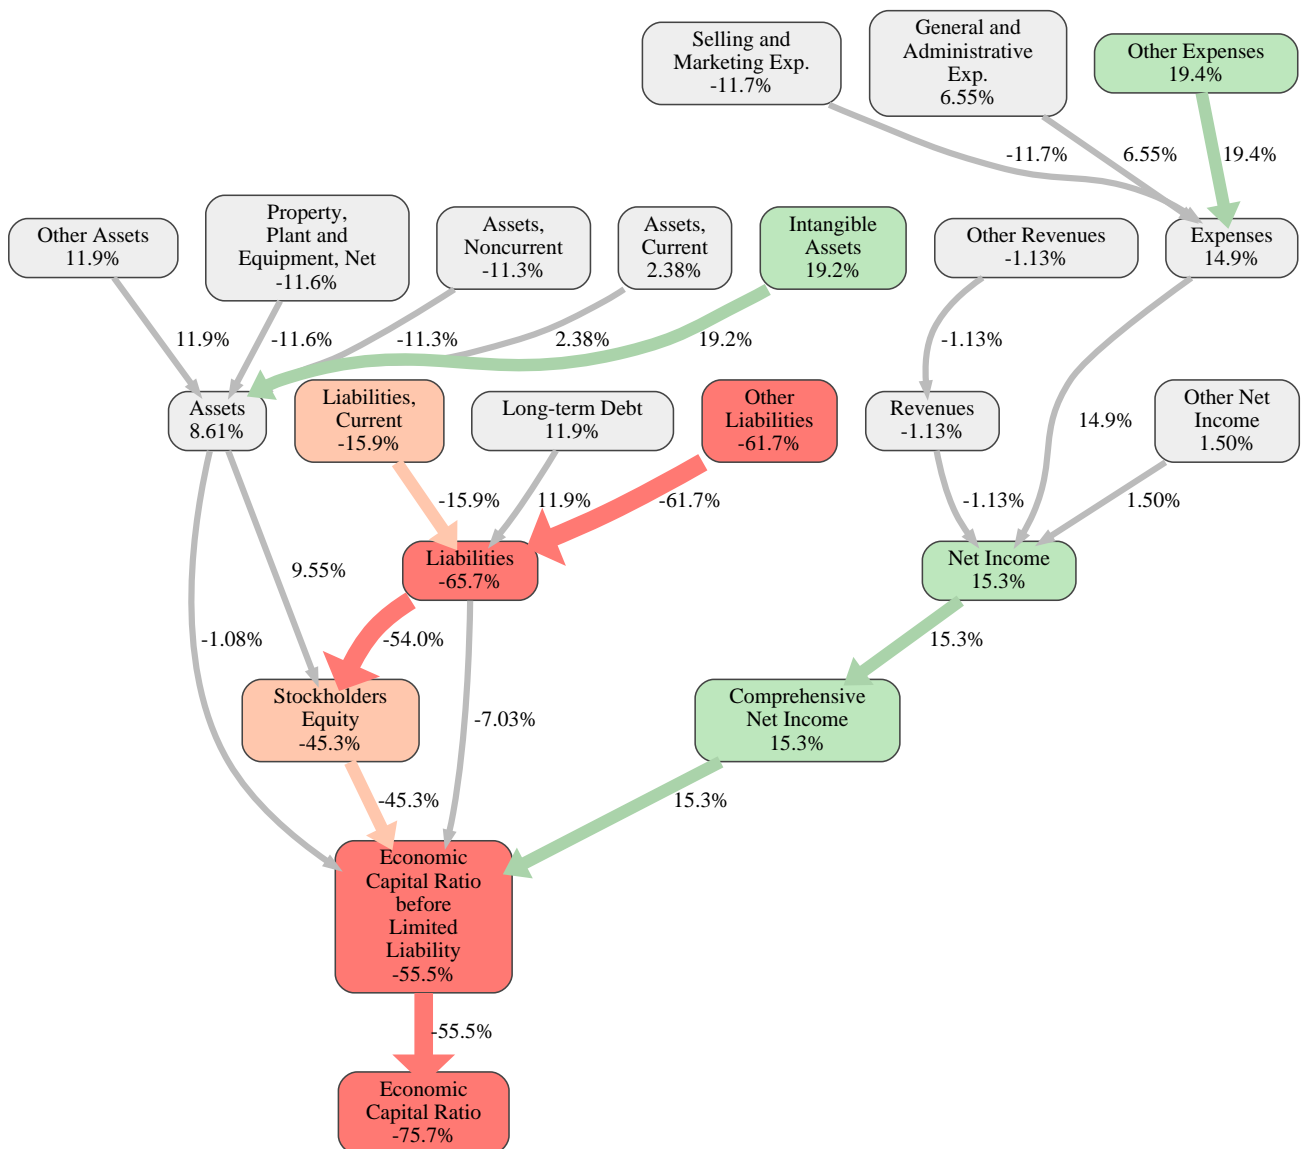 Selling and
Marketing Exp.
-11.7%
General and
Administrative
Exp.
6.55%
Other Expenses
19.4%
-11.7%
6.55%
19.4%
Other Assets
11.9%
Property,
Plant and
Equipment, Net
-11.6%
Assets,
Noncurrent
-11.3%
Assets,
Current
2.38%
Intangible
Assets
19.2%
Other Revenues
-1.13%
Expenses
14.9%
11.9%
-11.6%
-11.3%
2.38%
19.2%
-1.13%
Assets
8.61%
Liabilities,
Current
-15.9%
Long-term Debt
11.9%
Other
Liabilities
-61.7%
Revenues
-1.13%
14.9%
Other Net
Income
1.50%
-15.9%
11.9%
-61.7%
-1.13%
1.50%
Liabilities
-65.7%
Net Income
15.3%
9.55%
-1.08%
-54.0%
15.3%
Stockholders
Equity
-45.3%
-7.03%
Comprehensive
Net Income
15.3%
-45.3%
15.3%
Economic
Capital Ratio
before
Limited
Liability
-55.5%
-55.5%
Economic
Capital Ratio
-75.7%